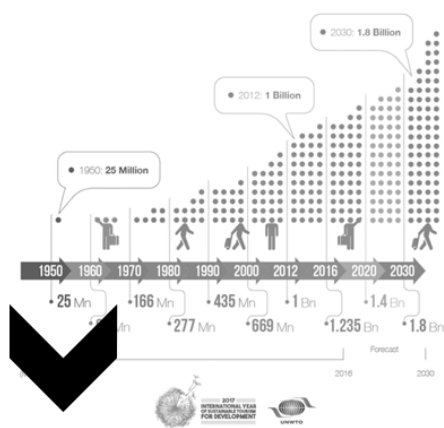 2030: 1.8 Billion
2012: 1 Billion
1950: 25 Million
1950 1960 1970 1980 1990 2000 2012 2016 2020 2030
25 Mn 166 Mn 435 Mn 1 Bn 1.4 Bn
277 Mn 669 Mn 1.235 Bn 1.8 Bn
Forecast
2016 2030
2017
INTERNATIONAL YEAR
OF SUSTAINABLE TOURISM
FOR DEVELOPMENT
UNWTO